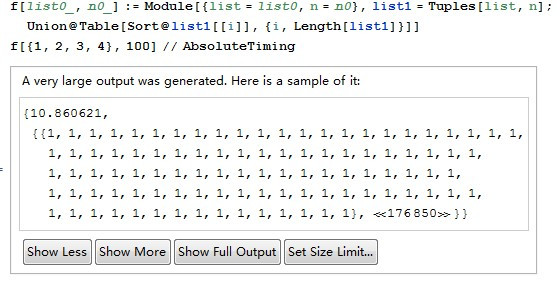 f[list0_, n0_] := Module[{list = list0, n = n0}, list1 = Tuples[list, n];
Union@Table[Sort@list1[[i]], {i, Length[list1]}]]
f[{1, 2, 3, 4}, 100] // AbsoluteTiming
A very large output was generated. Here is a sample of it:
{10.860621,
{{1, 1, 1, 1, 1, 1, 1, 1, 1, 1, 1, 1, 1, 1, 1, 1, 1, 1, 1, 1, 1, 1, 1,
1, 1, 1, 1, 1, 1, 1, 1, 1, 1, 1, 1, 1, 1, 1, 1, 1, 1, 1, 1, 1,
1, 1, 1, 1, 1, 1, 1, 1, 1, 1, 1, 1, 1, 1, 1, 1, 1, 1, 1, 1,
1, 1, 1, 1, 1, 1, 1, 1, 1, 1, 1, 1, 1, 1, 1, 1, 1, 1, 1, 1, 1,
1, 1, 1, 1, 1, 1, 1, 1, 1, 1, 1, 1, 1, 1, 1}, <<176850>>}}
=
Show Less Show More Show Full Output Set Size Limit...